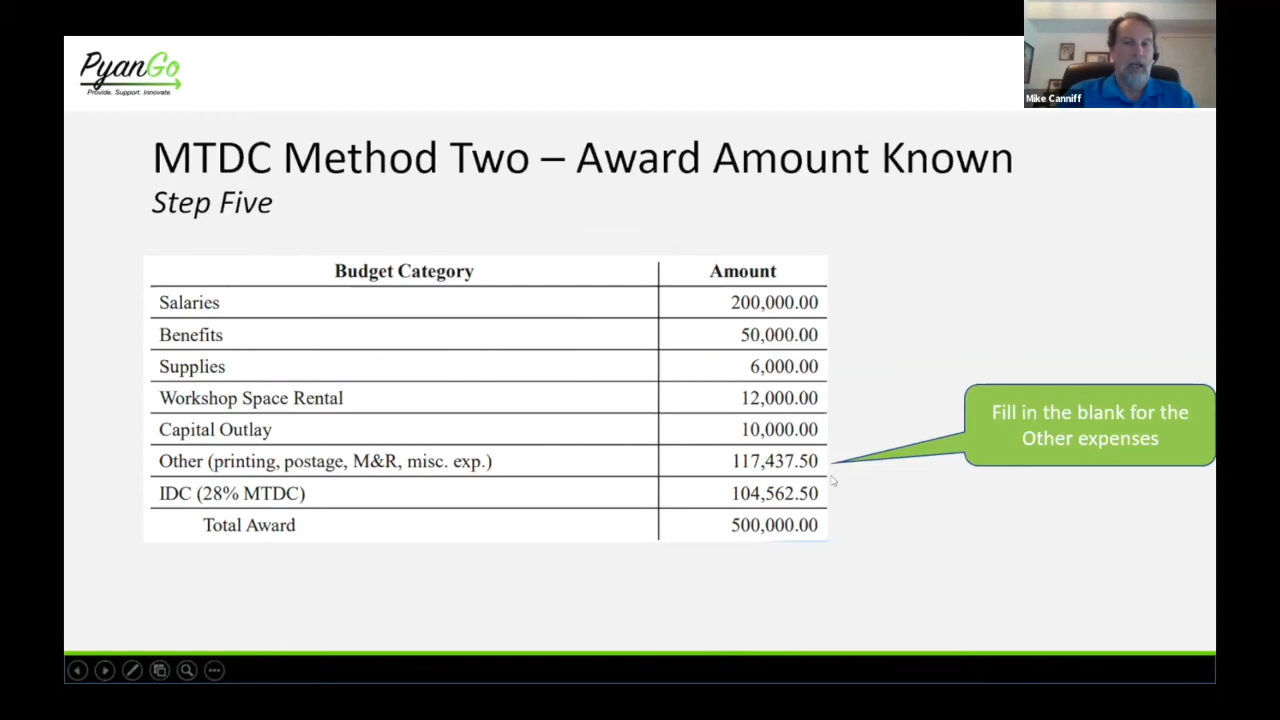 PyanGo
Provide. Support. Innovate.
Mike Canniff
MTDC Method Two – Award Amount Known
Step Five
Budget Category Amount
Salaries 200,000.00
Benefits 50,000.00
Supplies 6,000.00
Workshop Space Rental 12,000.00
Capital Outlay 10,000.00
Other (printing, postage, M&R, misc. exp.) 117,437.50
IDC (28% MTDC) 104,562.50
Total Award 500,000.00
Fill in the blank for the
Other expenses